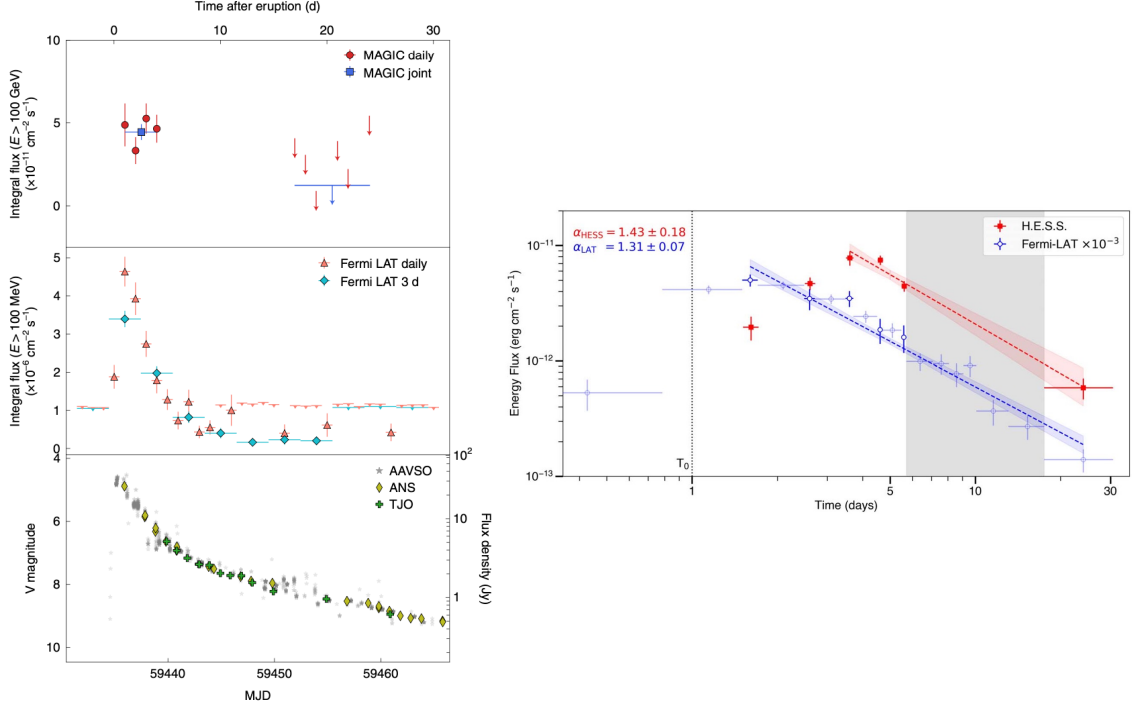 Time after eruption (d)
0 10 20 30
10
5
0
Integral flux (E > 100 GeV)
(×10⁻¹¹ cm⁻² s⁻¹)
MAGIC daily
MAGIC joint
5
4
3
2
1
0
Integral flux (E > 100 MeV)
(×10⁻⁶ cm⁻² s⁻¹)
Fermi LAT daily
Fermi LAT 3 d
4
6
8
10
V magnitude
AAVSO
ANS
TJO
10²
10
1
Flux density (Jy)
59440 59450 59460
MJD
10⁻¹¹
10⁻¹²
10⁻¹³
Energy Flux (erg cm⁻² s⁻¹)
α_HESS = 1.43 ± 0.18
α_LAT = 1.31 ± 0.07
H.E.S.S.
Fermi-LAT ×10⁻³
T₀
1 5 10 30
Time (days)